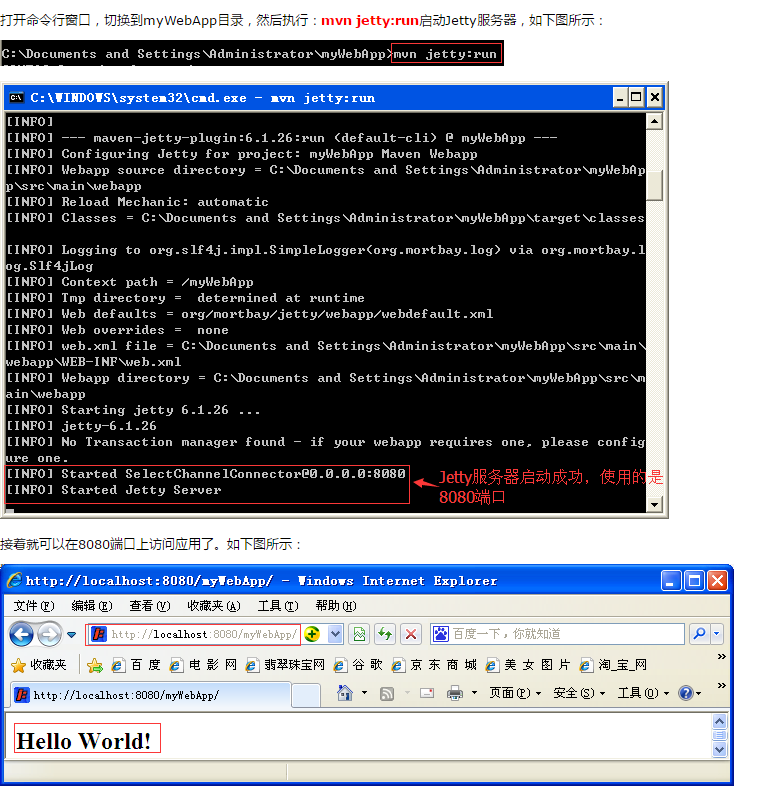 打开命令行窗口，切换到myWebApp目录，然后执行：mvn jetty:run启动Jetty服务器，如下图所示：
C:\Documents and Settings\Administrator\myWebApp>mvn jetty:run
C:\WINDOWS\system32\cmd.exe - mvn jetty:run
[INFO]
[INFO] --- maven-jetty-plugin:6.1.26:run (default-cli) @ myWebApp ---
[INFO] Configuring Jetty for project: myWebApp Maven Webapp
[INFO] Webapp source directory = C:\Documents and Settings\Administrator\myWebAp
p\src\main\webapp
[INFO] Reload Mechanic: automatic
[INFO] Classes = C:\Documents and Settings\Administrator\myWebApp\target\classes
[INFO] Logging to org.slf4j.impl.SimpleLogger(org.mortbay.log) via org.mortbay.l
og.Slf4jLog
[INFO] Context path = /myWebApp
[INFO] Tmp directory =  determined at runtime
[INFO] Web defaults = org/mortbay/jetty/webapp/webdefault.xml
[INFO] Web overrides =  none
[INFO] web.xml file = C:\Documents and Settings\Administrator\myWebApp\src\main\
webapp\WEB-INF\web.xml
[INFO] Webapp directory = C:\Documents and Settings\Administrator\myWebApp\src\m
ain\webapp
[INFO] Starting jetty 6.1.26 ...
[INFO] jetty-6.1.26
[INFO] No Transaction manager found - if your webapp requires one, please config
ure one.
[INFO] Started SelectChannelConnector@0.0.0.0:8080
[INFO] Started Jetty Server
Jetty服务器启动成功，使用的是
8080端口
接着就可以在8080端口上访问应用了。如下图所示：
http://localhost:8080/myWebApp/ - Windows Internet Explorer
文件(F) 编辑(E) 查看(V) 收藏夹(A) 工具(T) 帮助(H)
http://localhost:8080/myWebApp/ 百度一下，你就知道
收藏夹 百 度 电 影 网 翡翠珠宝网 谷 歌 京 东 商 城 美 女 图 片 淘_宝_网 »
http://localhost:8080/myWebApp/ 页面(P) 安全(S) 工具(O) »
Hello World!